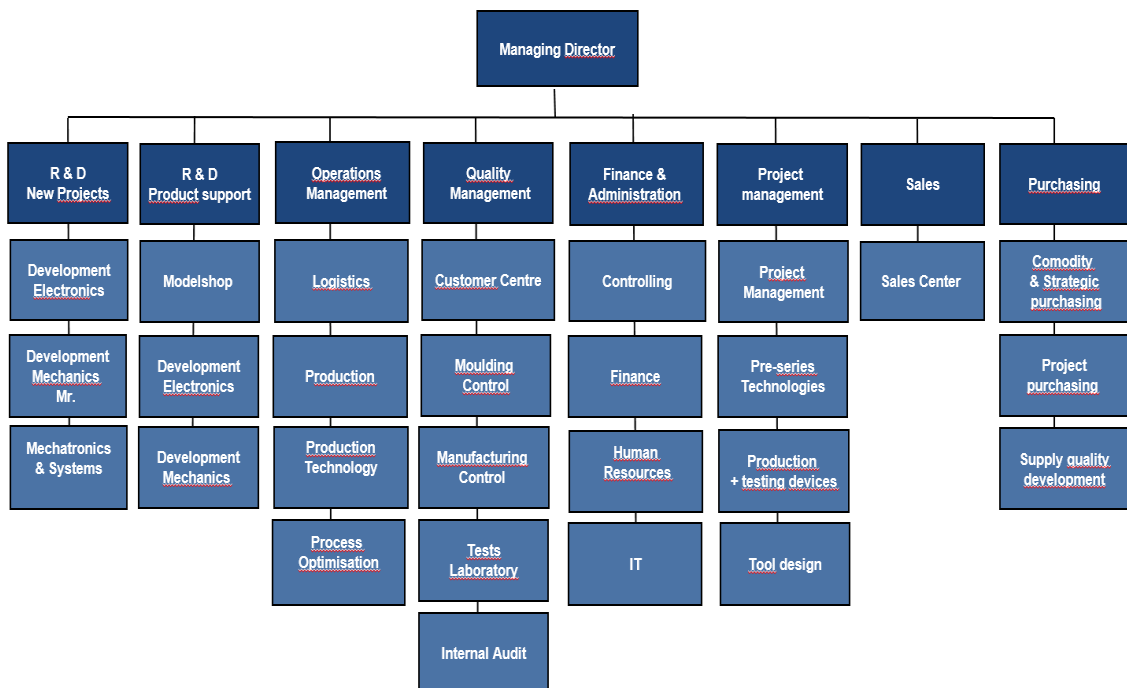 Managing Director
R & D
New Projects
R & D
Product support
Operations
Management
Quality
Management
Finance &
Administration
Project
management
Sales
Purchasing
Development
Electronics
Modelshop
Logistics
Customer Centre
Controlling
Project
Management
Sales Center
Comodity
& Strategic
purchasing
Development
Mechanics
Mr.
Development
Electronics
Production
Moulding
Control
Finance
Pre-series
Technologies
Project
purchasing
Mechatronics
& Systems
Development
Mechanics
Production
Technology
Manufacturing
Control
Human
Resources
Production
+ testing devices
Supply quality
development
Process
Optimisation
Tests
Laboratory
IT
Tool design
Internal Audit